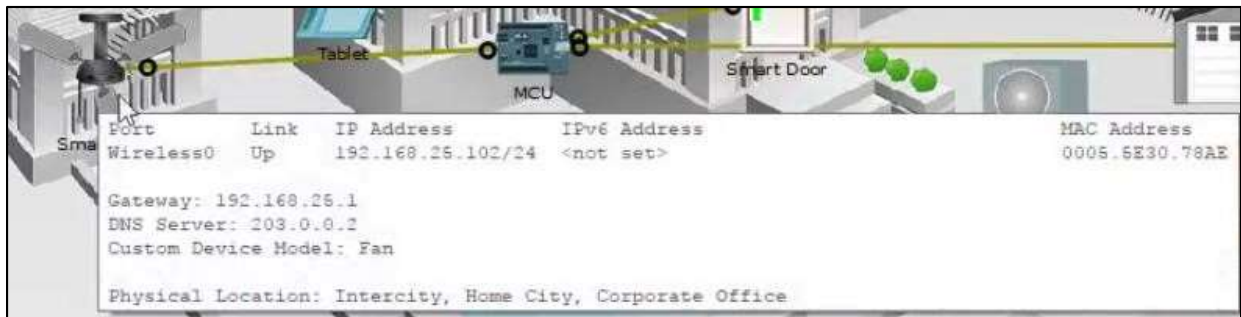 Tablet
MCU
Smart Door
Sma
Port Link IP Address IPv6 Address MAC Address
Wireless0 Up 192.168.25.102/24 <not set> 0005.5E30.78AE
Gateway: 192.168.25.1
DNS Server: 203.0.0.2
Custom Device Model: Fan
Physical Location: Intercity, Home City, Corporate Office